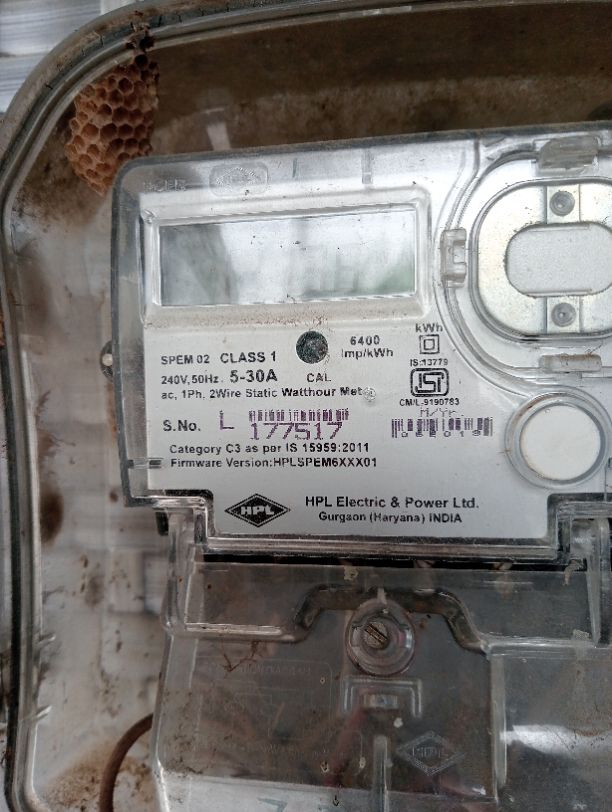 6400
kWh
SPEM 02 CLASS 1
Imp/kWh
IS:13779
240V,50Hz. 5-30A
CAL
CM/L-9190783
ac, 1Ph. 2Wire Static Watthour Meter
M/Yr.
S.No. L 177517
Category C3 as per IS 15959:2011
Firmware Version:HPLSPEM6XXX01
HPL
HPL Electric & Power Ltd.
Gurgaon (Haryana) INDIA